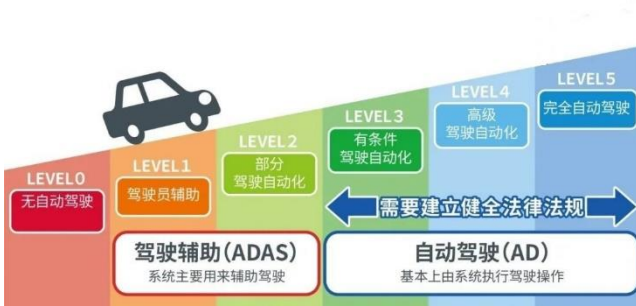 LEVEL0
无自动驾驶
LEVEL1
驾驶员辅助
LEVEL2
部分
驾驶自动化
LEVEL3
有条件
驾驶自动化
LEVEL4
高级
驾驶自动化
LEVEL5
完全自动驾驶
需要建立健全法律法规
驾驶辅助(ADAS)
系统主要用来辅助驾驶
自动驾驶(AD)
基本上由系统执行驾驶操作